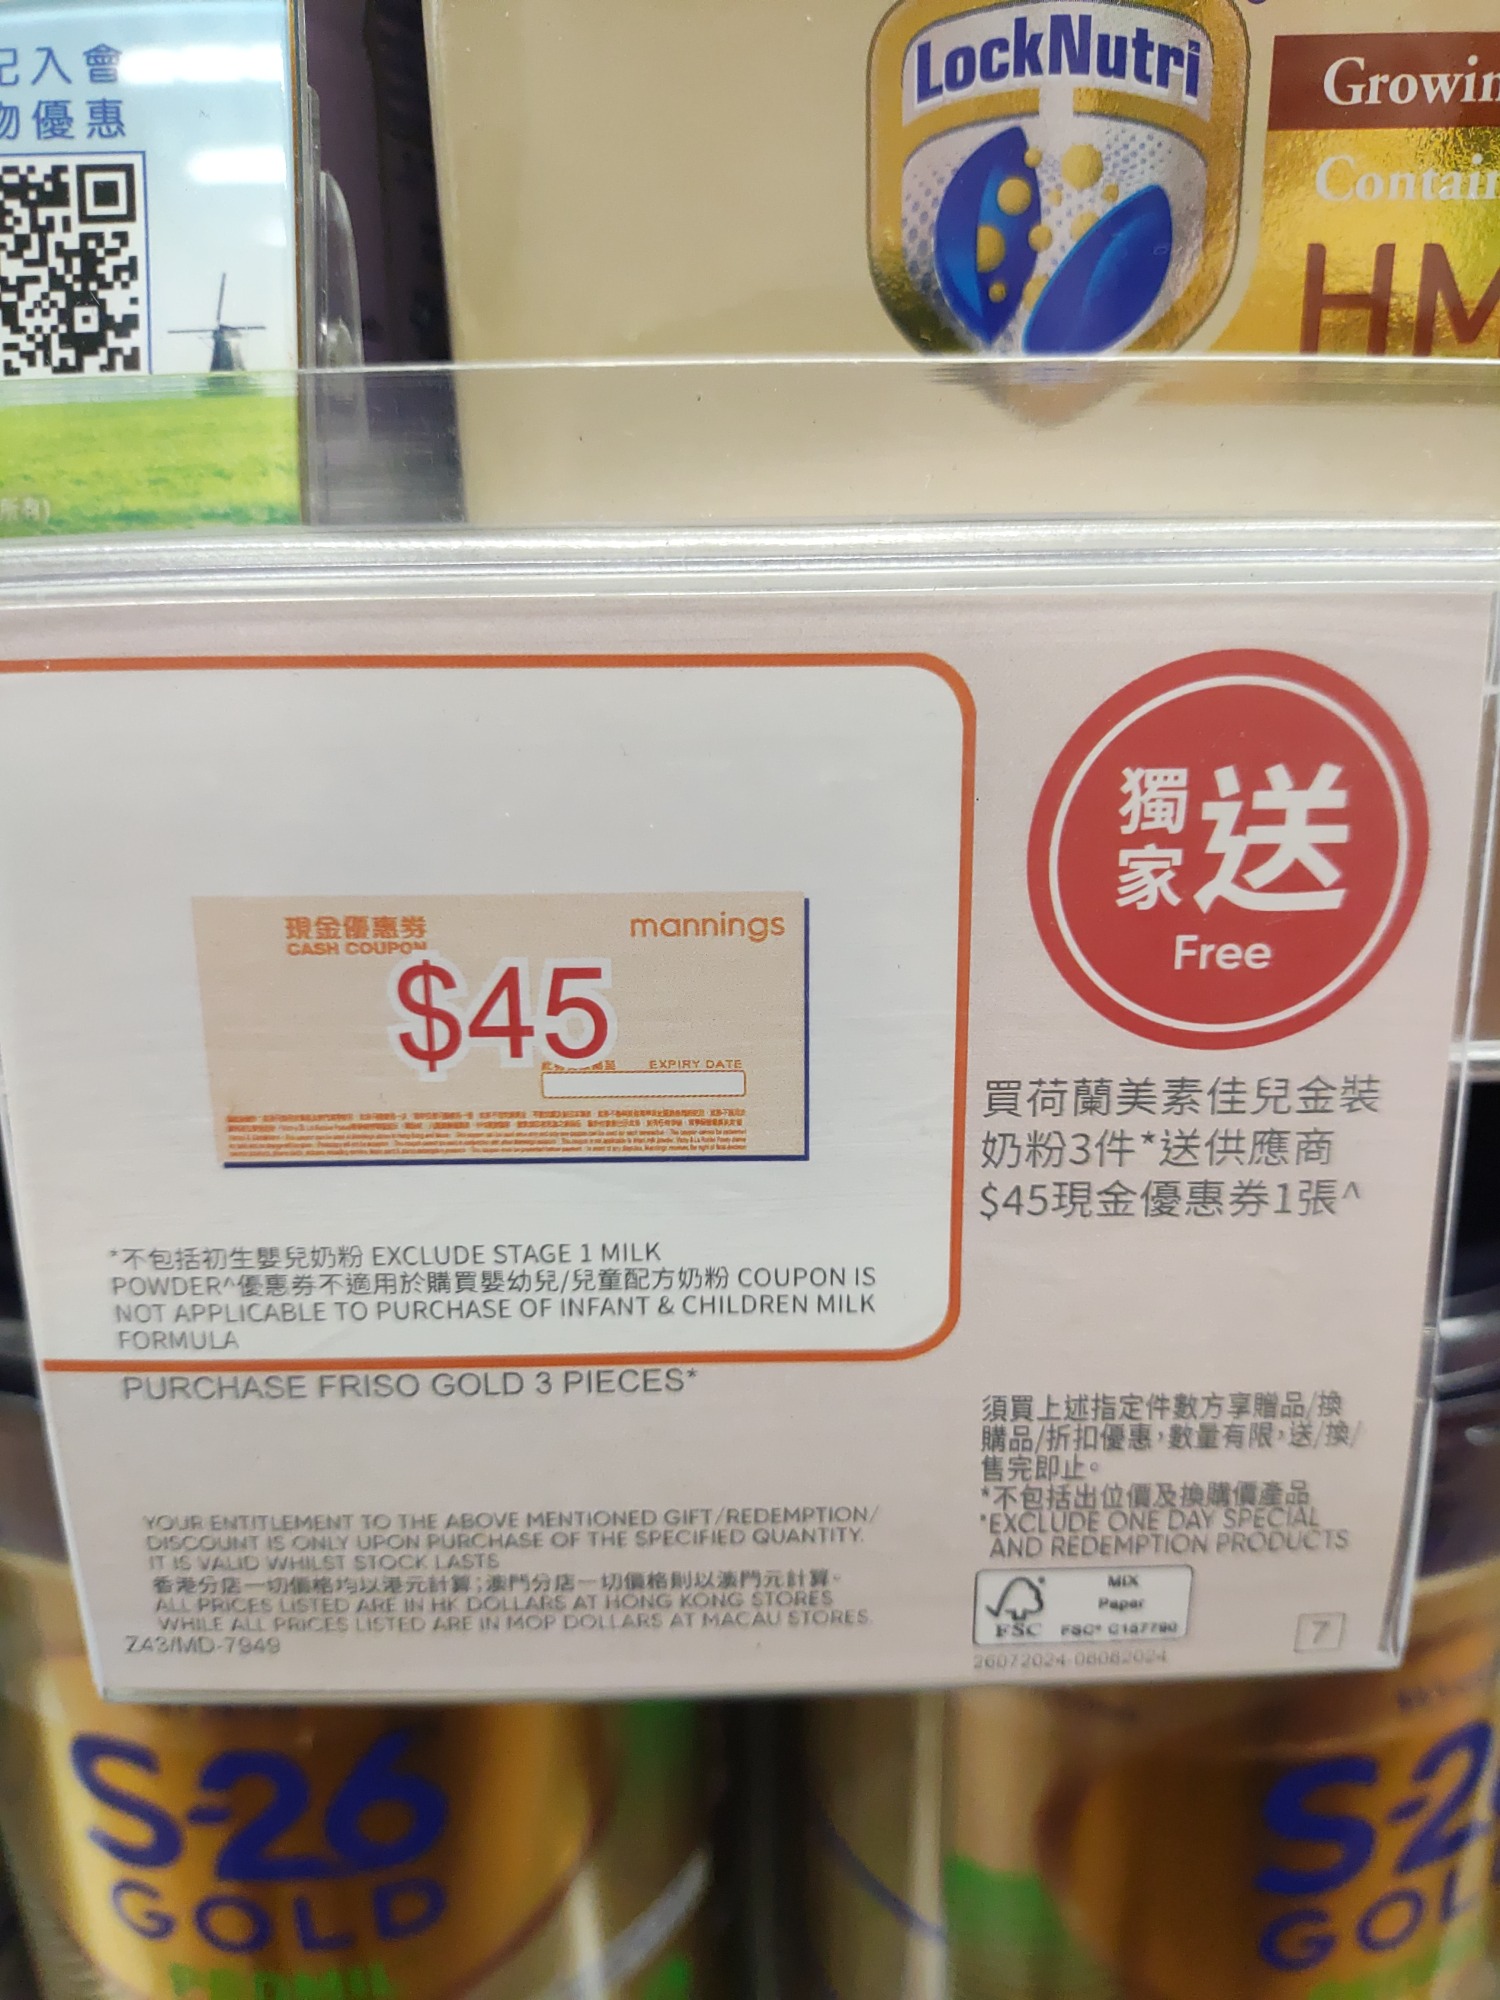 記入會
物優惠
LockNutri
Growin
Contain
HM
所有)
獨家
送
Free
現金優惠券
CASH COUPON
mannings
$45
EXPIRY DATE
買荷蘭美素佳兒金裝
奶粉3件*送供應商
$45現金優惠券1張^
*不包括初生嬰兒奶粉 EXCLUDE STAGE 1 MILK
POWDER^優惠券不適用於購買嬰幼兒/兒童配方奶粉 COUPON IS
NOT APPLICABLE TO PURCHASE OF INFANT & CHILDREN MILK
FORMULA
PURCHASE FRISO GOLD 3 PIECES*
須買上述指定件數方享贈品/換
購品/折扣優惠，數量有限，送/換/
售完即止。
*不包括出位價及換購價產品
*EXCLUDE ONE DAY SPECIAL
AND REDEMPTION PRODUCTS
YOUR ENTITLEMENT TO THE ABOVE MENTIONED GIFT/REDEMPTION/
DISCOUNT IS ONLY UPON PURCHASE OF THE SPECIFIED QUANTITY.
IT IS VALID WHILST STOCK LASTS
香港分店一切價格均以港元計算；澳門分店一切價格則以澳門元計算。
ALL PRICES LISTED ARE IN HK DOLLARS AT HONG KONG STORES
WHILE ALL PRICES LISTED ARE IN MOP DOLLARS AT MACAU STORES.
ZA3/MD-7949
FSC
MIX
Paper
FSC® C167790
7
26072024-08082024
S-26
GOLD
S-2
GOL